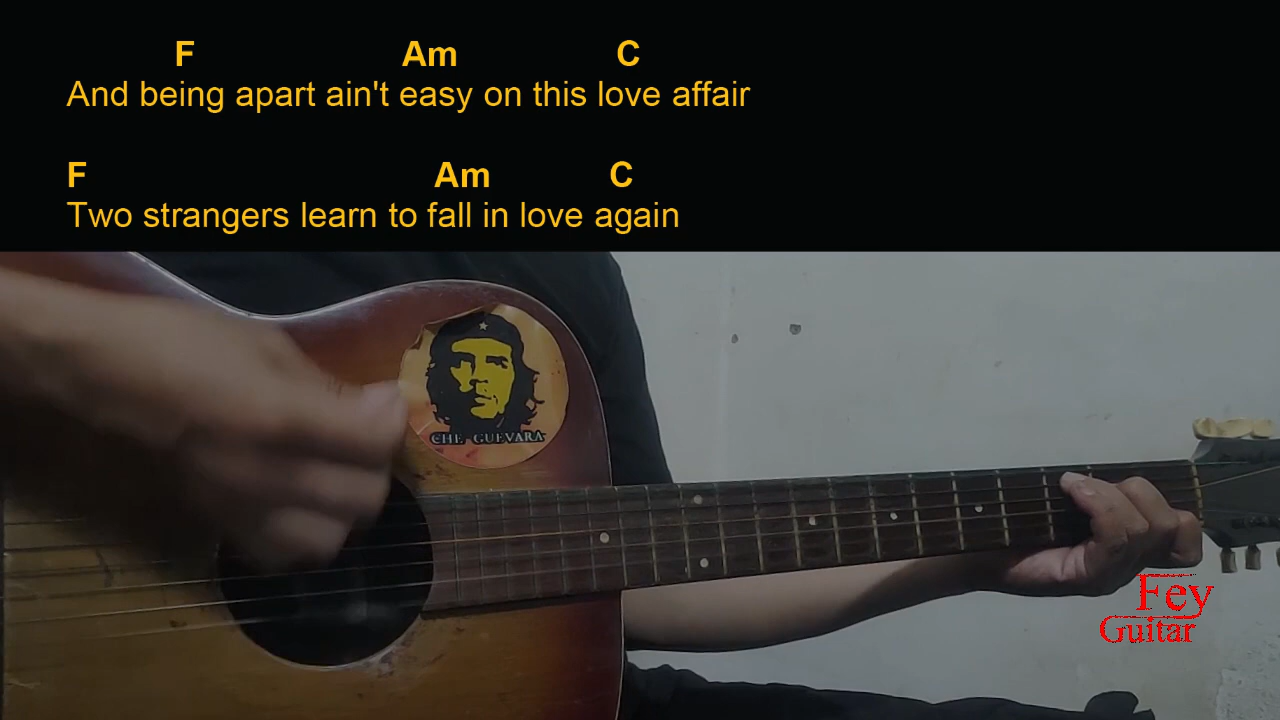 F Am C
And being apart ain't easy on this love affair
F Am C
Two strangers learn to fall in love again
CHE GUEVARA
Fey
Guitar